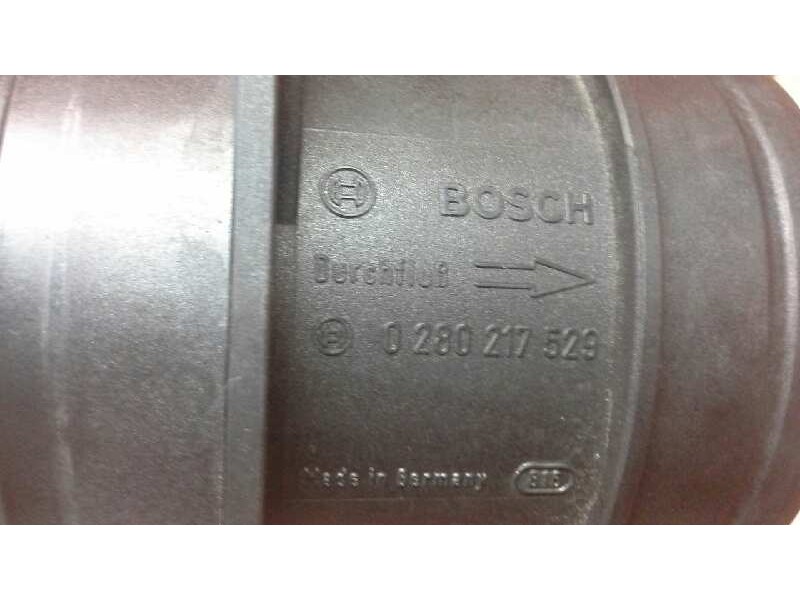 BOSCH
Durchfluß
0 280 217 529
Made in Germany